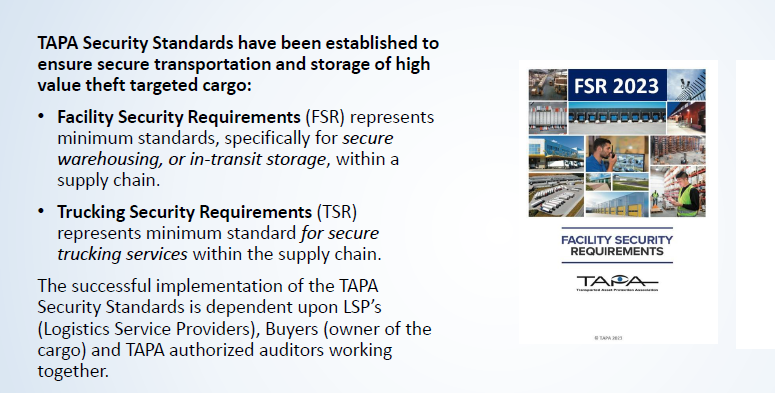 TAPA Security Standards have been established to
ensure secure transportation and storage of high
value theft targeted cargo:
• Facility Security Requirements (FSR) represents
minimum standards, specifically for secure
warehousing, or in-transit storage, within a
supply chain.
• Trucking Security Requirements (TSR)
represents minimum standard for secure
trucking services within the supply chain.
The successful implementation of the TAPA
Security Standards is dependent upon LSP's
(Logistics Service Providers), Buyers (owner of the
cargo) and TAPA authorized auditors working
together.
FSR 2023
FACILITY SECURITY
REQUIREMENTS
TAPA
Transported Asset Protection Association
© TAPA 2023